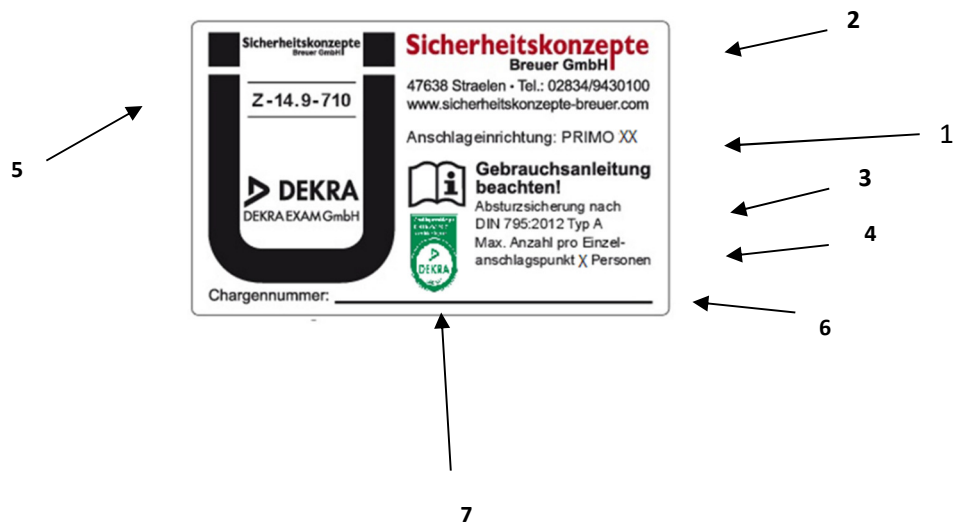 2
Sicherheitskonzepte
Breuer GmbH
Sicherheitskonzepte
Breuer GmbH
47638 Straelen · Tel.: 02834/9430100
www.sicherheitskonzepte-breuer.com
Z-14.9-710
Anschlageinrichtung: PRIMO XX
1
5
Gebrauchsanleitung
beachten!
3
DEKRA
DEKRA EXAM GmbH
Absturzsicherung nach
DIN 795:2012 Typ A
Max. Anzahl pro Einzel-
anschlagspunkt X Personen
4
DEKRA
Chargennummer:
6
7